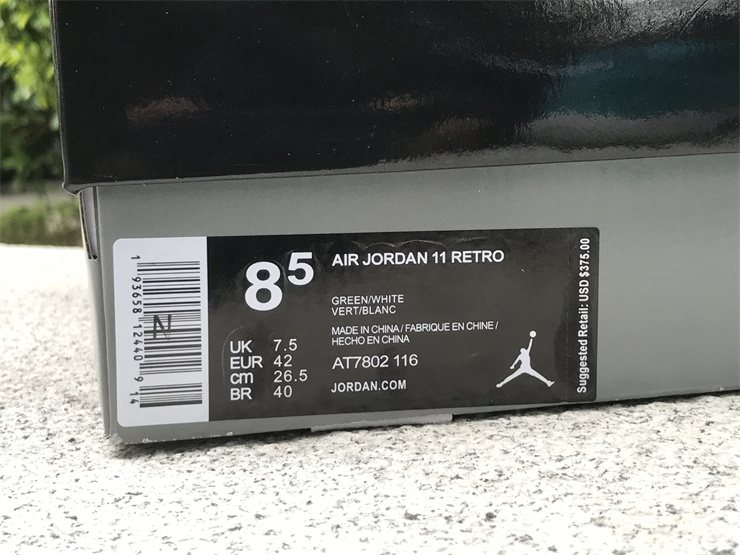 8 5
AIR JORDAN 11 RETRO
GREEN/WHITE
VERT/BLANC
MADE IN CHINA / FABRIQUE EN CHINE /
HECHO EN CHINA
AT7802 116
JORDAN.COM
UK 7.5
EUR 42
cm 26.5
BR 40
1 93658 12440 9 14
N
Suggested Retail: USD $375.00